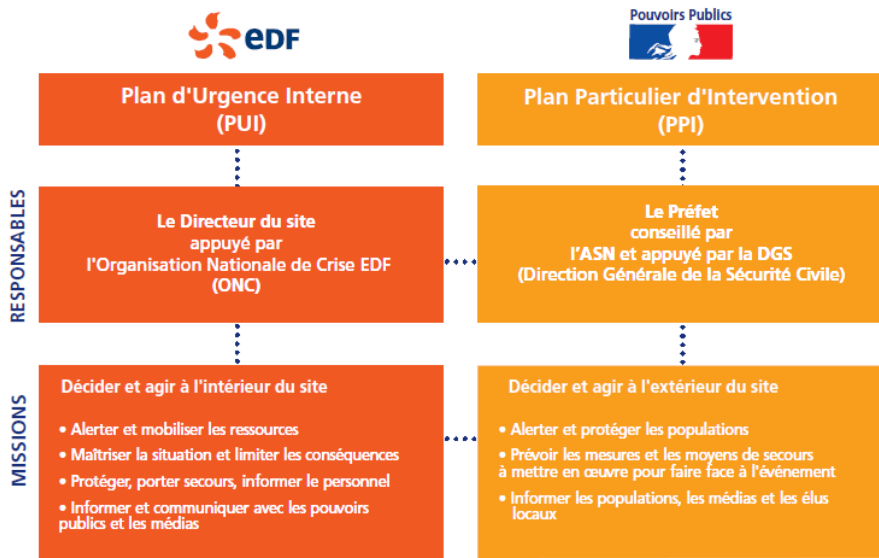 edf
Pouvoirs Publics
Plan d'Urgence Interne
(PUI)
Plan Particulier d'Intervention
(PPI)
RESPONSABLES
Le Directeur du site
appuyé par
l'Organisation Nationale de Crise EDF
(ONC)
Le Préfet
conseillé par
l'ASN et appuyé par la DGS
(Direction Générale de la Sécurité Civile)
MISSIONS
Décider et agir à l'intérieur du site
• Alerter et mobiliser les ressources
• Maîtriser la situation et limiter les conséquences
• Protéger, porter secours, informer le personnel
• Informer et communiquer avec les pouvoirs
publics et les médias
Décider et agir à l'extérieur du site
• Alerter et protéger les populations
• Prévoir les mesures et les moyens de secours
à mettre en œuvre pour faire face à l'événement
• Informer les populations, les médias et les élus
locaux